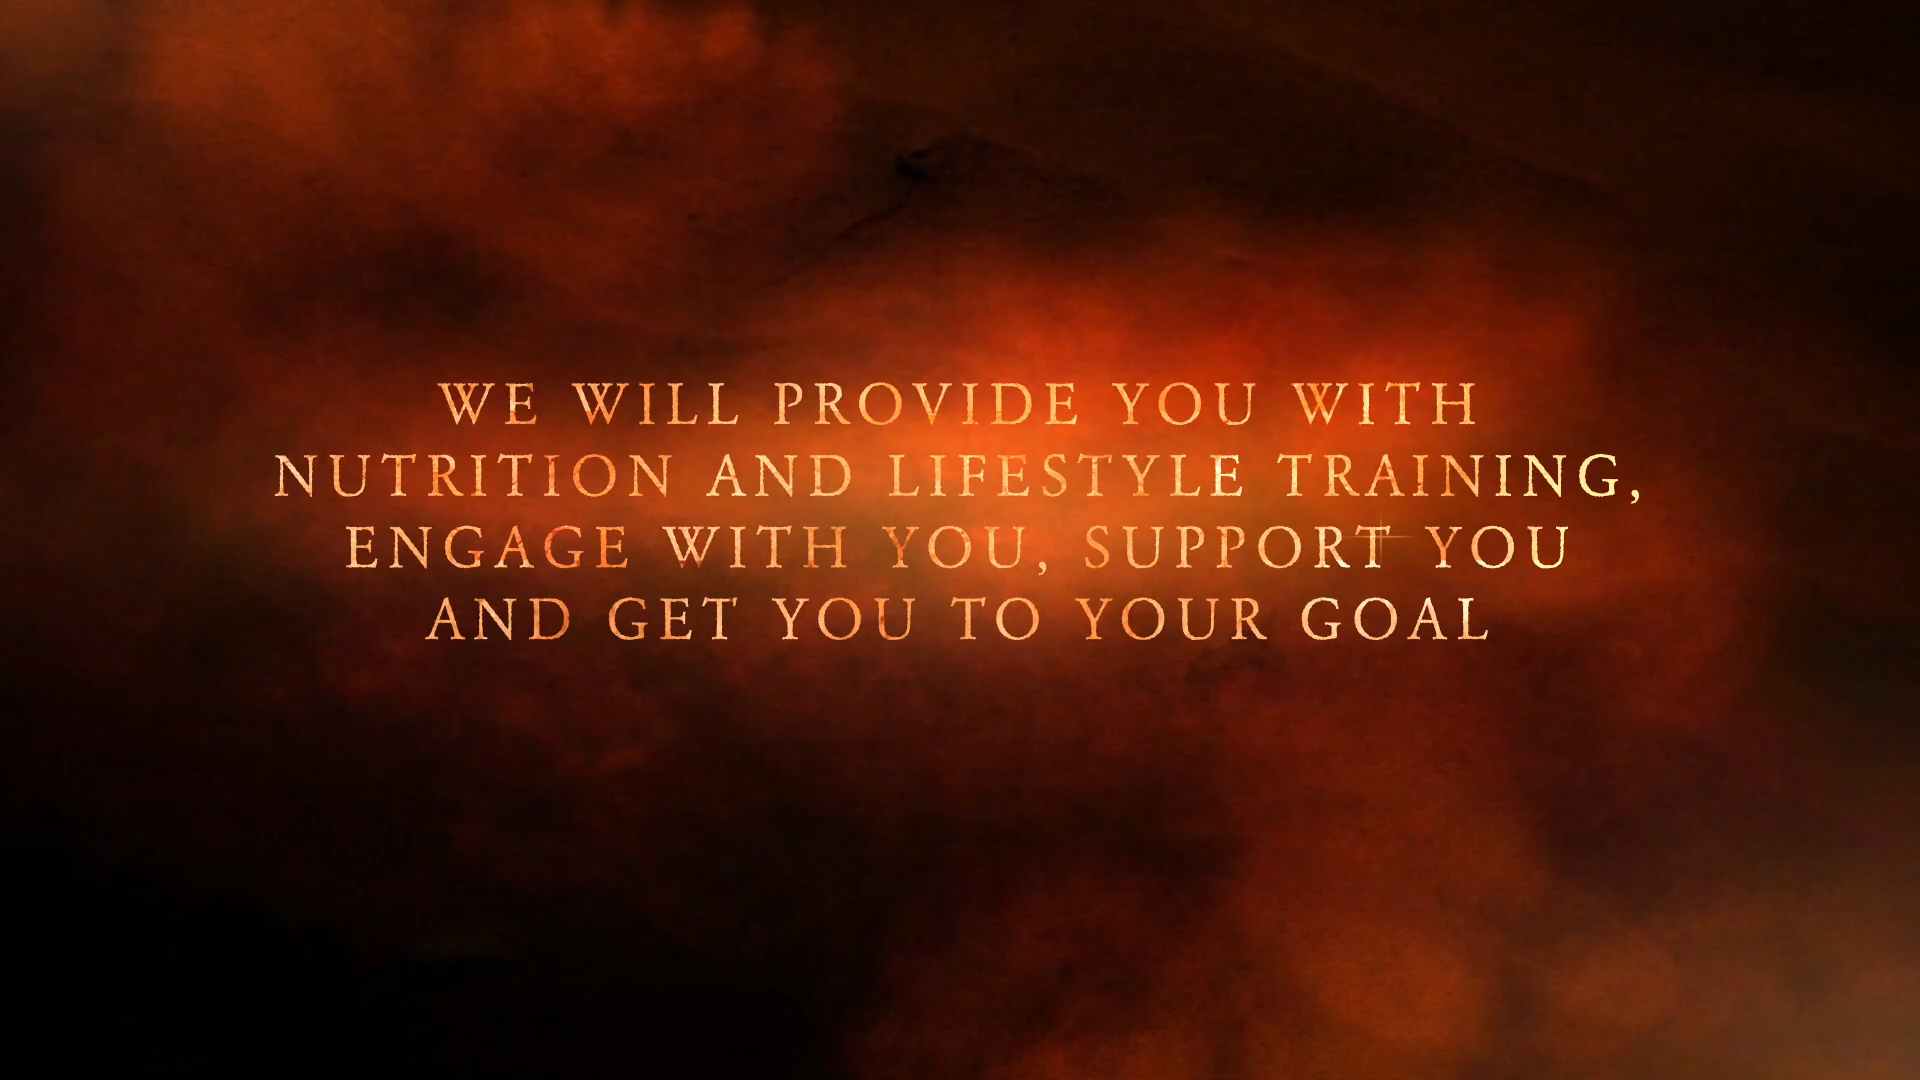 WE WILL PROVIDE YOU WITH
NUTRITION AND LIFESTYLE TRAINING,
ENGAGE WITH YOU, SUPPORT YOU
AND GET YOU TO YOUR GOAL